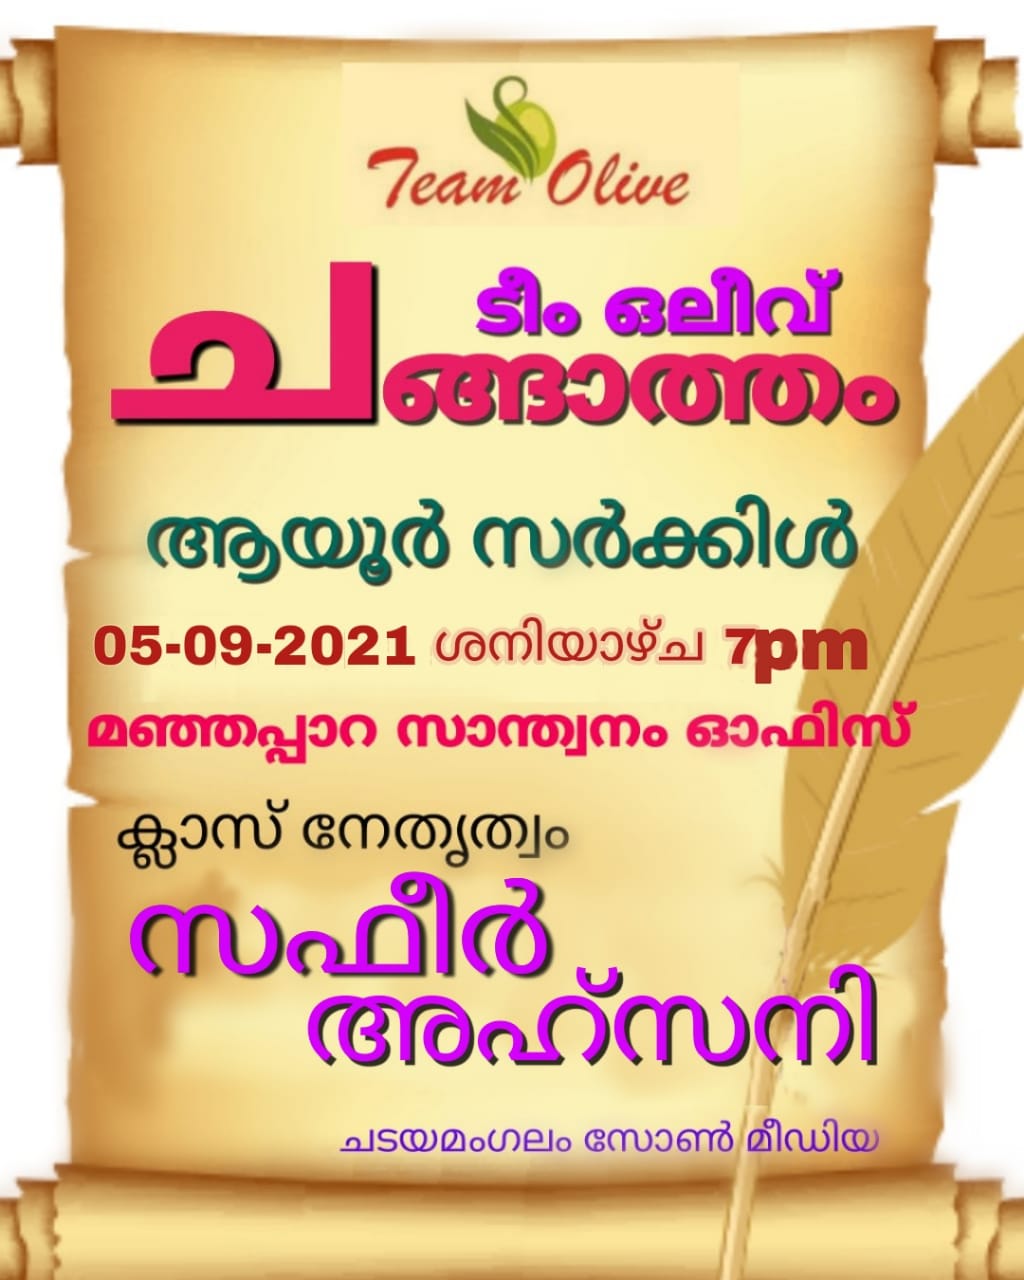 Team Olive
ടീം ഒലീവ്
ചങ്ങാത്തം
ആയൂർ സർക്കിൾ
05-09-2021 ശനിയാഴ്ച 7pm
മഞ്ഞപ്പാറ സാന്ത്വനം ഓഫിസ്
ക്ലാസ് നേതൃത്വം
സഫീർ
അഹ്സനി
ചടയമംഗലം സോൺ മീഡിയ